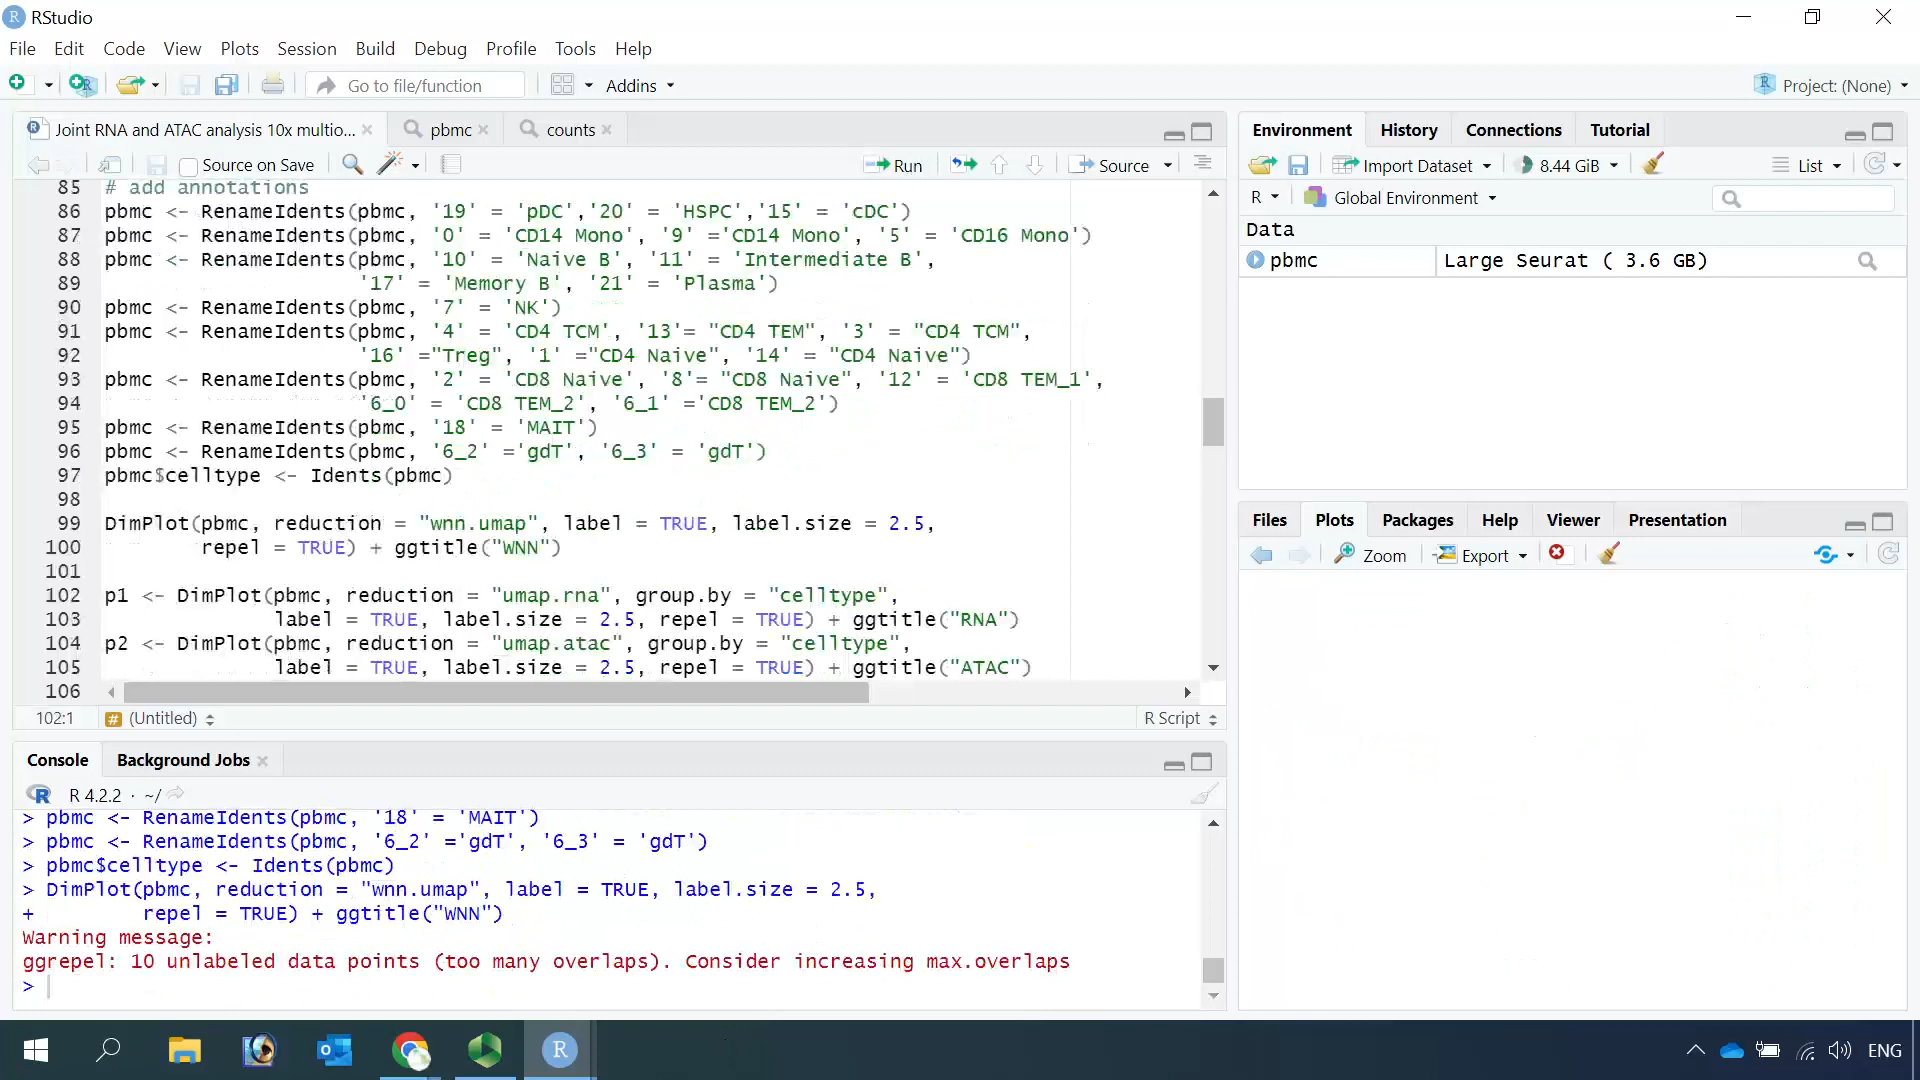 RStudio
File Edit Code View Plots Session Build Debug Profile Tools Help
Go to file/function Addins Project: (None)
Joint RNA and ATAC analysis 10x multio... pbmc counts
Source on Save Run Source
85 # add annotations
86 pbmc <- RenameIdents(pbmc, '19' = 'pDC','20' = 'HSPC','15' = 'cDC')
87 pbmc <- RenameIdents(pbmc, '0' = 'CD14 Mono', '9' ='CD14 Mono', '5' = 'CD16 Mono')
88 pbmc <- RenameIdents(pbmc, '10' = 'Naive B', '11' = 'Intermediate B',
89 '17' = 'Memory B', '21' = 'Plasma')
90 pbmc <- RenameIdents(pbmc, '7' = 'NK')
91 pbmc <- RenameIdents(pbmc, '4' = 'CD4 TCM', '13'= "CD4 TEM", '3' = "CD4 TCM",
92 '16' ="Treg", '1' ="CD4 Naive", '14' = "CD4 Naive")
93 pbmc <- RenameIdents(pbmc, '2' = 'CD8 Naive', '8'= "CD8 Naive", '12' = 'CD8 TEM_1',
94 '6_0' = 'CD8 TEM_2', '6_1' ='CD8 TEM_2')
95 pbmc <- RenameIdents(pbmc, '18' = 'MAIT')
96 pbmc <- RenameIdents(pbmc, '6_2' ='gdT', '6_3' = 'gdT')
97 pbmc$celltype <- Idents(pbmc)
98
99 DimPlot(pbmc, reduction = "wnn.umap", label = TRUE, label.size = 2.5,
100 repel = TRUE) + ggtitle("WNN")
101
102 p1 <- DimPlot(pbmc, reduction = "umap.rna", group.by = "celltype",
103 label = TRUE, label.size = 2.5, repel = TRUE) + ggtitle("RNA")
104 p2 <- DimPlot(pbmc, reduction = "umap.atac", group.by = "celltype",
105 label = TRUE, label.size = 2.5, repel = TRUE) + ggtitle("ATAC")
106
102:1 # (Untitled) R Script
Console Background Jobs
R 4.2.2 · ~/
> pbmc <- RenameIdents(pbmc, '18' = 'MAIT')
> pbmc <- RenameIdents(pbmc, '6_2' ='gdT', '6_3' = 'gdT')
> pbmc$celltype <- Idents(pbmc)
> DimPlot(pbmc, reduction = "wnn.umap", label = TRUE, label.size = 2.5,
+ repel = TRUE) + ggtitle("WNN")
Warning message:
ggrepel: 10 unlabeled data points (too many overlaps). Consider increasing max.overlaps
>
Environment History Connections Tutorial
Import Dataset 8.44 GiB List
R Global Environment
Data
pbmc Large Seurat ( 3.6 GB)
Files Plots Packages Help Viewer Presentation
Zoom Export
ENG